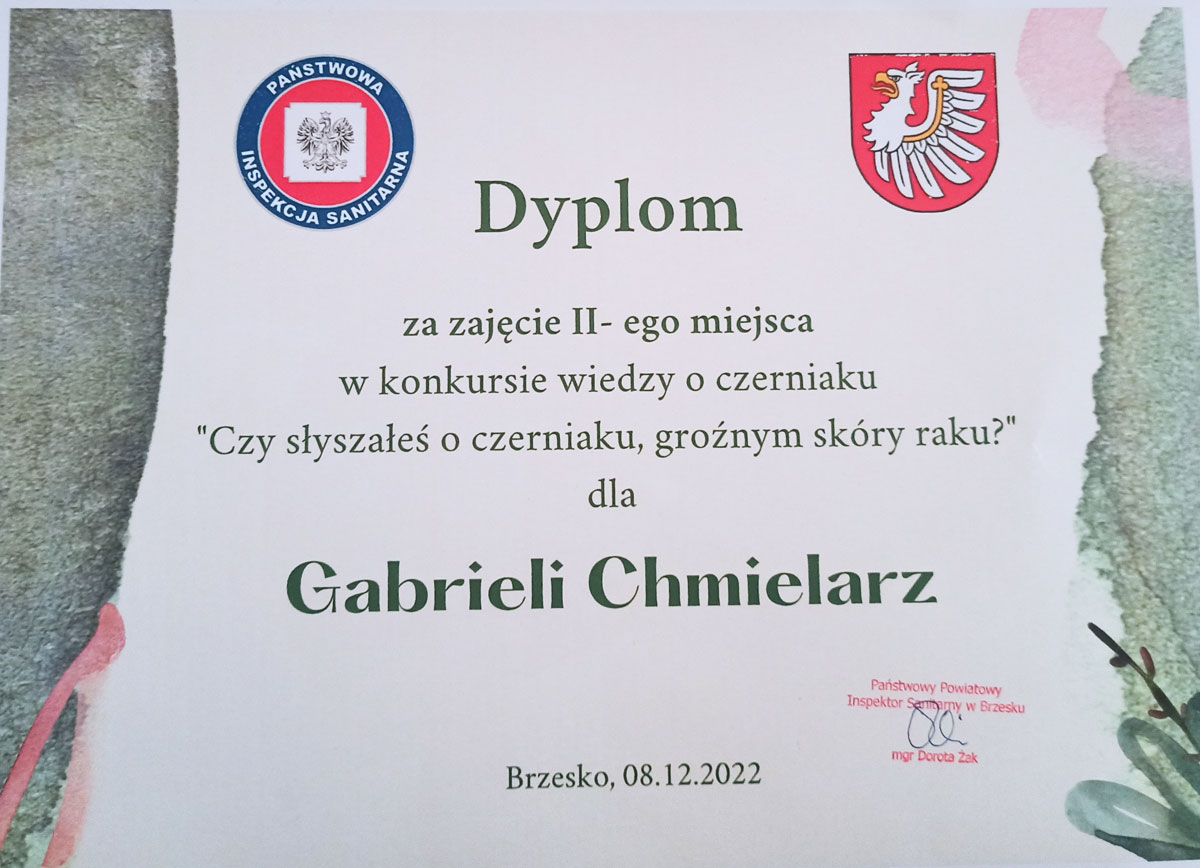 PAŃSTWOWA
INSPEKCJA SANITARNA
Dyplom
za zajęcie II- ego miejsca
w konkursie wiedzy o czerniaku
"Czy słyszałeś o czerniaku, groźnym skóry raku?"
dla
Gabrieli Chmielarz
Państwowy Powiatowy
Inspektor Sanitarny w Brzesku
mgr Dorota Żak
Brzesko, 08.12.2022